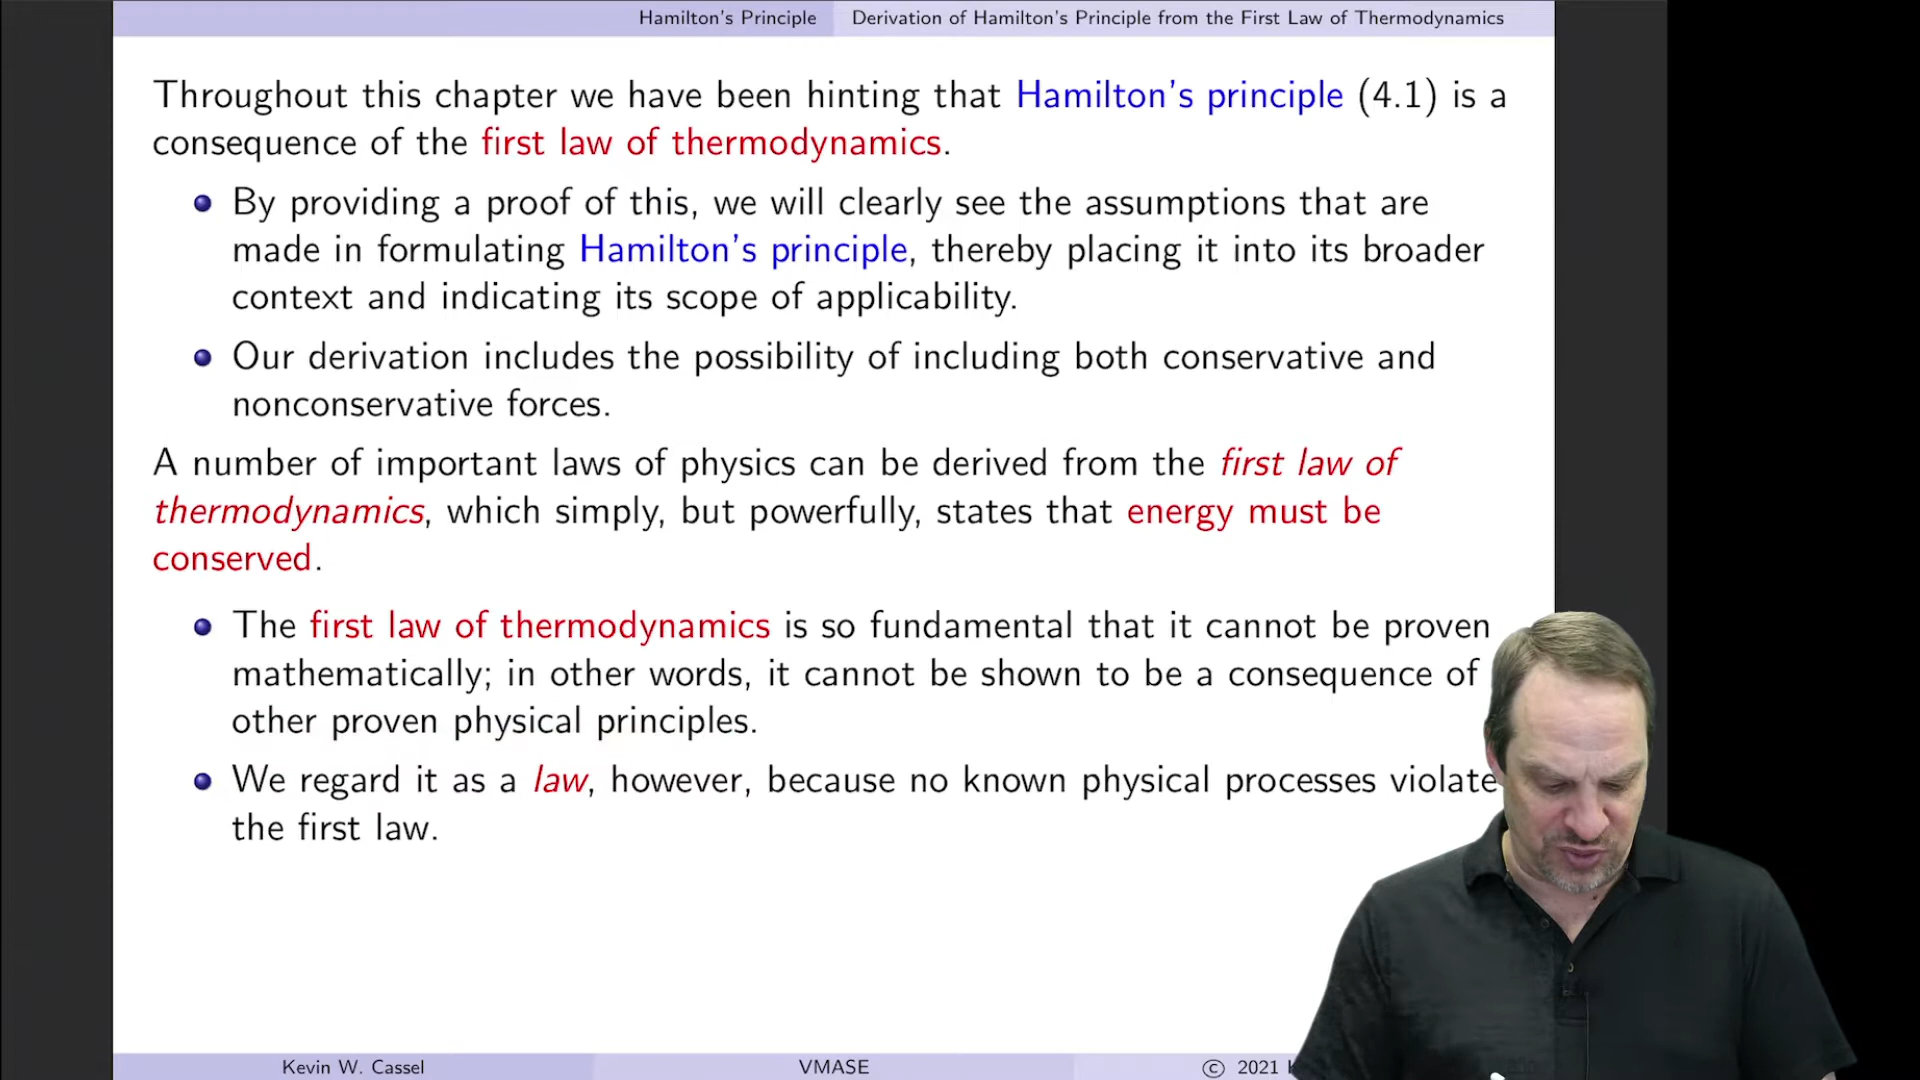 Hamilton's Principle Derivation of Hamilton's Principle from the First Law of Thermodynamics
Throughout this chapter we have been hinting that Hamilton's principle (4.1) is a
consequence of the first law of thermodynamics.
By providing a proof of this, we will clearly see the assumptions that are
made in formulating Hamilton's principle, thereby placing it into its broader
context and indicating its scope of applicability.
Our derivation includes the possibility of including both conservative and
nonconservative forces.
A number of important laws of physics can be derived from the first law of
thermodynamics, which simply, but powerfully, states that energy must be
conserved.
The first law of thermodynamics is so fundamental that it cannot be proven
mathematically; in other words, it cannot be shown to be a consequence of
other proven physical principles.
We regard it as a law, however, because no known physical processes violate
the first law.
Kevin W. Cassel VMASE © 2021